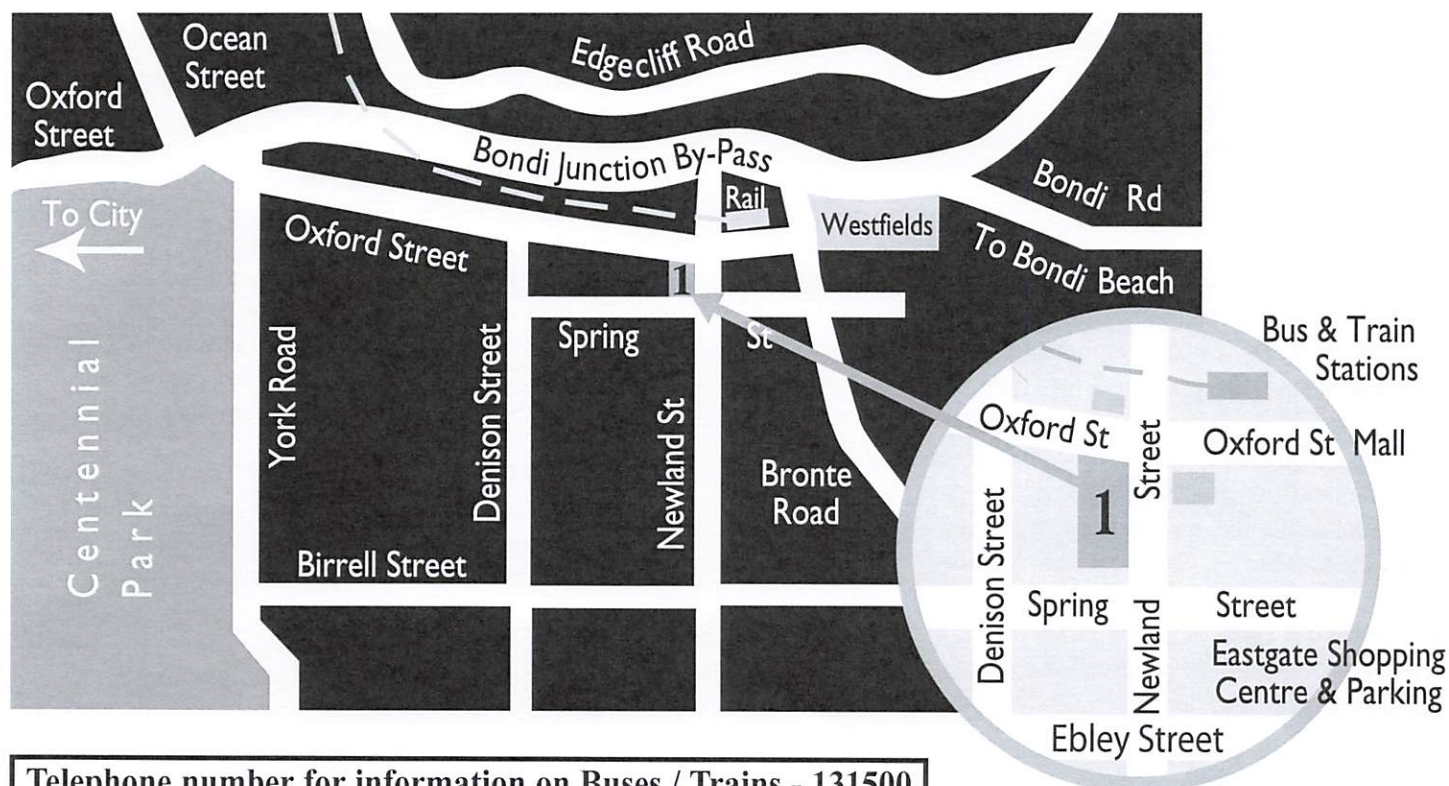 Ocean
Street
Edgecliff Road
Oxford
Street
Bondi Junction By-Pass
Bondi Rd
Rail
To City
Westfields
Oxford Street
To Bondi Beach
1
Centennial
Park
York Road
Denison Street
Spring St
Newland St
Bronte
Road
Birrell Street
Bus & Train
Stations
Oxford St
Oxford St Mall
1
Denison Street
Newland Street
Spring Street
Eastgate Shopping
Centre & Parking
Ebley Street
Telephone number for information on Buses / Trains - 131500